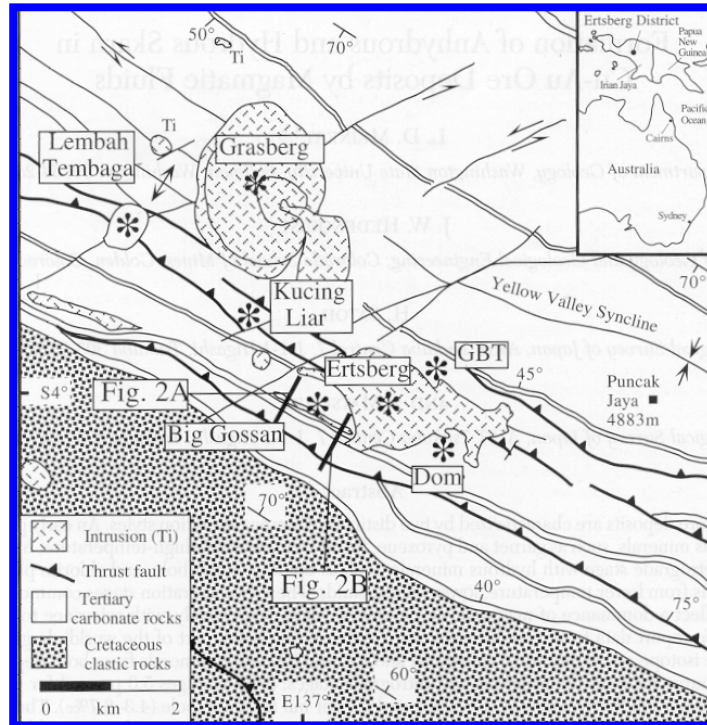 Ertsberg District
Papua
New
Guinea
Irian Jaya
Pacific
Ocean
Cairns
Australia
Sydney
50°
Ti
70°
Ti
Lembah
Tembaga
Grasberg
Kucing
Liar
Yellow Valley Syncline
70°
Ertsberg
GBT
45°
Puncak
Jaya
4883m
S4°
Fig. 2A
Big Gossan
Dom
70°
Fig. 2B
40°
75°
60°
E137°
Intrusion (Ti)
Thrust fault
Tertiary
carbonate rocks
Cretaceous
clastic rocks
0 km 2